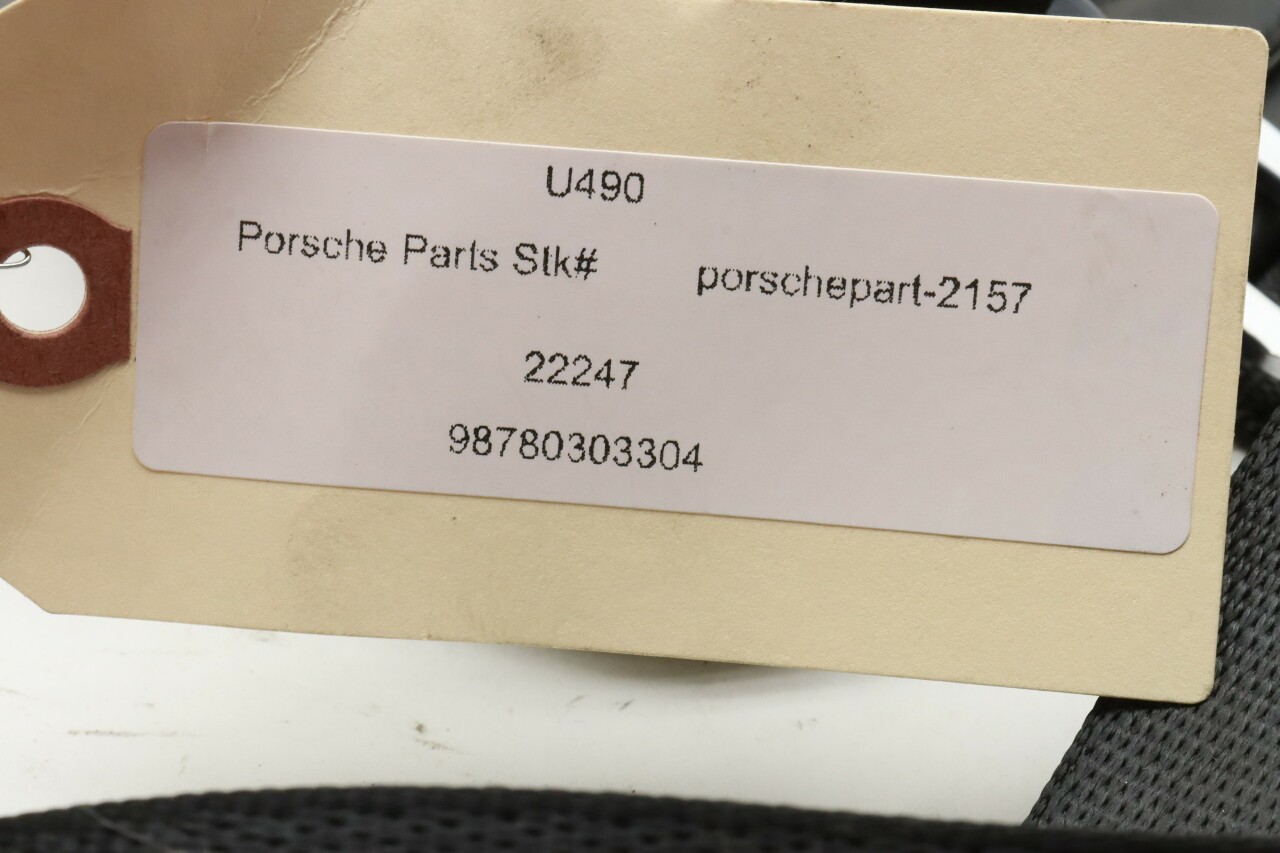 U490
Porsche Parts Stk# porschepart-2157
22247
98780303304